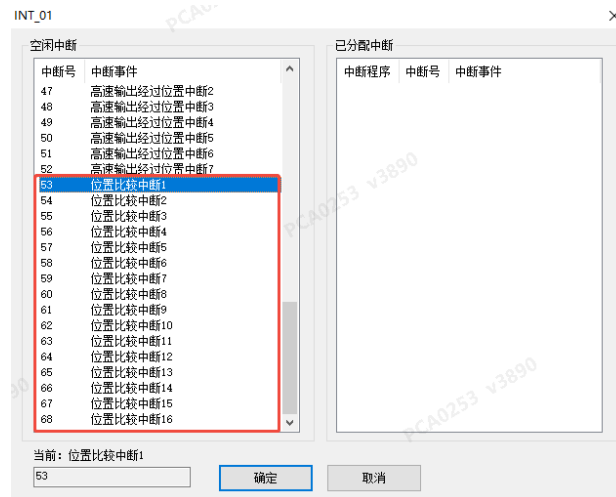 INT_01
空闲中断
中断号 中断事件
47 高速输出经过位置中断2
48 高速输出经过位置中断3
49 高速输出经过位置中断4
50 高速输出经过位置中断5
51 高速输出经过位置中断6
52 高速输出经过位置中断7
53 位置比较中断1
54 位置比较中断2
55 位置比较中断3
56 位置比较中断4
57 位置比较中断5
58 位置比较中断6
59 位置比较中断7
60 位置比较中断8
61 位置比较中断9
62 位置比较中断10
63 位置比较中断11
64 位置比较中断12
65 位置比较中断13
66 位置比较中断14
67 位置比较中断15
68 位置比较中断16
当前: 位置比较中断1
53
已分配中断
中断程序 中断号 中断事件
确定
取消
PCA0253 v3890
PCA0253 v3890